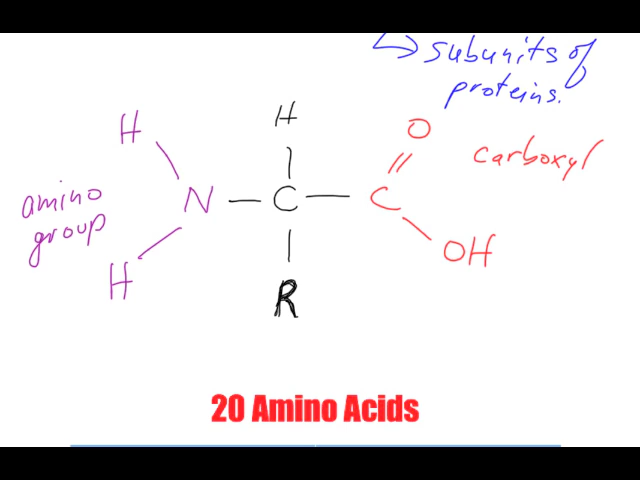 ↳ subunits of
proteins.
H
H
O
carboxyl
amino
group
N — C — C
H
OH
R
20 Amino Acids